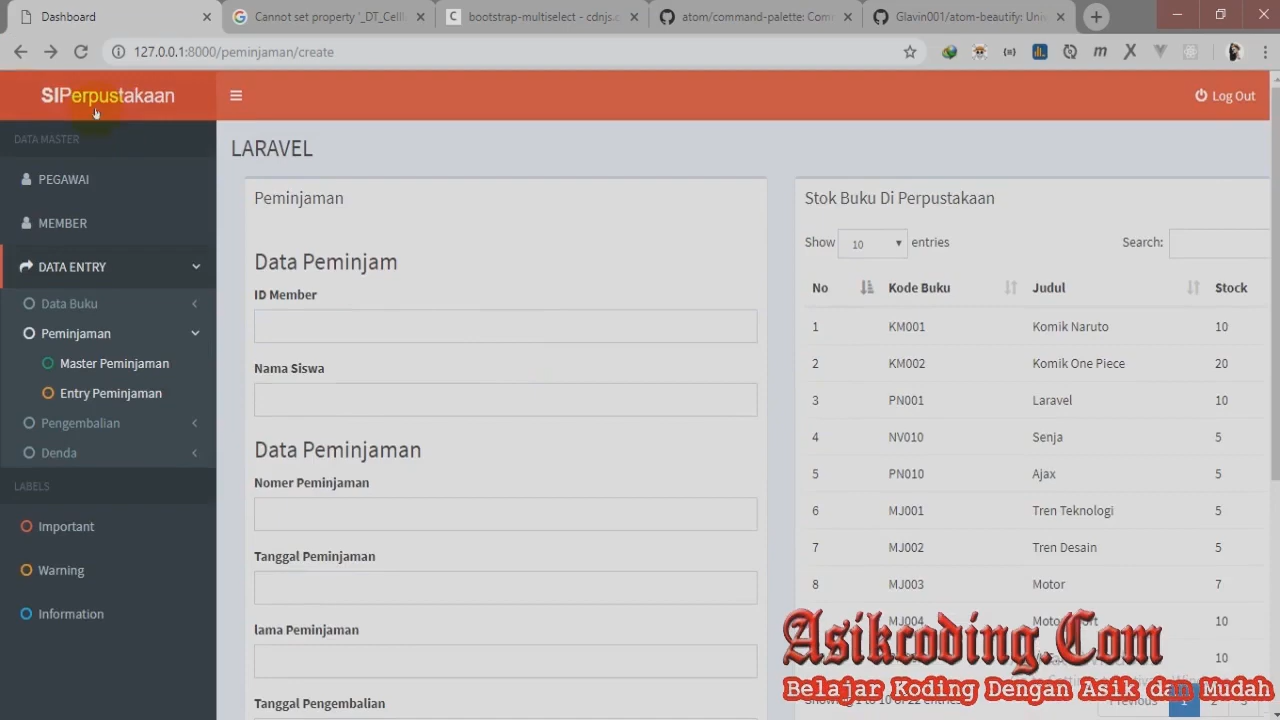 Dashboard
Cannot set property '_DT_CellI
bootstrap-multiselect - cdnjs.c
atom/command-palette: Com
Glavin001/atom-beautify: Uni
127.0.0.1:8000/peminjaman/create
SIPerpustakaan
Log Out
DATA MASTER
PEGAWAI
MEMBER
DATA ENTRY
Data Buku
Peminjaman
Master Peminjaman
Entry Peminjaman
Pengembalian
Denda
LABELS
Important
Warning
Information
LARAVEL
Peminjaman
Data Peminjam
ID Member
Nama Siswa
Data Peminjaman
Nomer Peminjaman
Tanggal Peminjaman
lama Peminjaman
Tanggal Pengembalian
Stok Buku Di Perpustakaan
Show 10 entries
Search:
No Kode Buku Judul Stock
1 KM001 Komik Naruto 10
2 KM002 Komik One Piece 20
3 PN001 Laravel 10
4 NV010 Senja 5
5 PN010 Ajax 5
6 MJ001 Tren Teknologi 5
7 MJ002 Tren Desain 5
8 MJ003 Motor 7
MJ004 10
10
Previous 1 2 3
Asikcoding.Com
Belajar Koding Dengan Asik dan Mudah